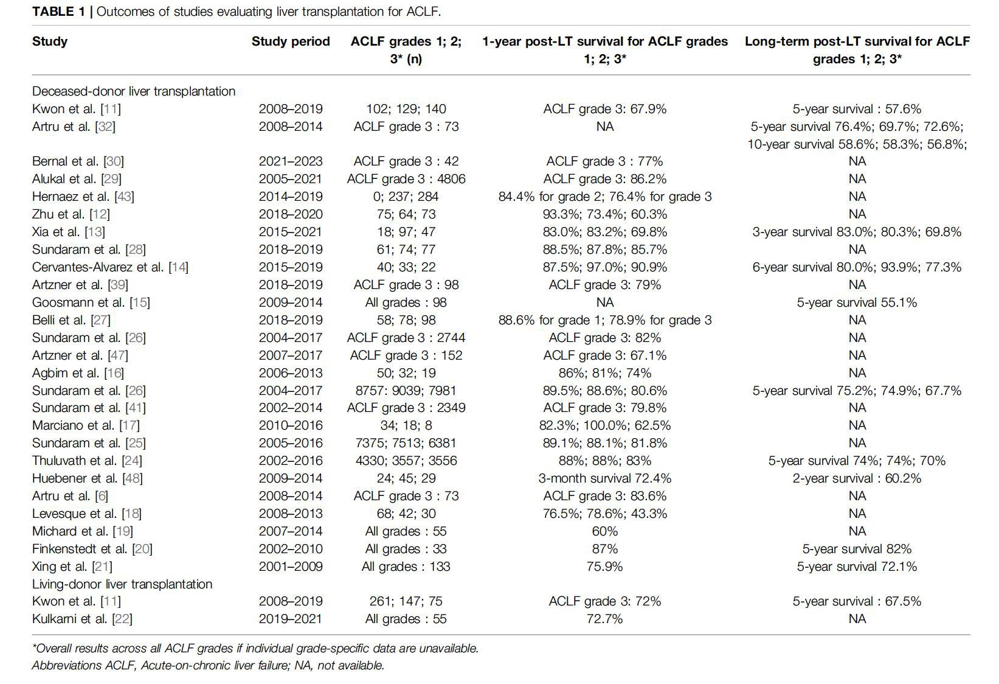 TABLE 1 | Outcomes of studies evaluating liver transplantation for ACLF.
Study Study period ACLF grades 1; 2; 3* (n) 1-year post-LT survival for ACLF grades 1; 2; 3* Long-term post-LT survival for ACLF grades 1; 2; 3*
Deceased-donor liver transplantation
Kwon et al. [11] 2008–2019 102; 129; 140 ACLF grade 3: 67.9% 5-year survival : 57.6%
Artru et al. [32] 2008–2014 ACLF grade 3 : 73 NA 5-year survival 76.4%; 69.7%; 72.6%;
10-year survival 58.6%; 58.3%; 56.8%;
Bernal et al. [30] 2021–2023 ACLF grade 3 : 42 ACLF grade 3 : 77% NA
Alukal et al. [29] 2005–2021 ACLF grade 3 : 4806 ACLF grade 3: 86.2% NA
Hernaez et al. [43] 2014–2019 0; 237; 284 84.4% for grade 2; 76.4% for grade 3 NA
Zhu et al. [12] 2018–2020 75; 64; 73 93.3%; 73.4%; 60.3% NA
Xia et al. [13] 2015–2021 18; 97; 47 83.0%; 83.2%; 69.8% 3-year survival 83.0%; 80.3%; 69.8%
Sundaram et al. [28] 2018–2019 61; 74; 77 88.5%; 87.8%; 85.7% NA
Cervantes-Alvarez et al. [14] 2015–2019 40; 33; 22 87.5%; 97.0%; 90.9% 6-year survival 80.0%; 93.9%; 77.3%
Artzner et al. [39] 2018–2019 ACLF grade 3 : 98 ACLF grade 3: 79% NA
Goosmann et al. [15] 2009–2014 All grades : 98 NA 5-year survival 55.1%
Belli et al. [27] 2018–2019 58; 78; 98 88.6% for grade 1; 78.9% for grade 3 NA
Sundaram et al. [26] 2004–2017 ACLF grade 3 : 2744 ACLF grade 3: 82% NA
Artzner et al. [47] 2007–2017 ACLF grade 3 : 152 ACLF grade 3: 67.1% NA
Agbim et al. [16] 2006–2013 50; 32; 19 86%; 81%; 74% NA
Sundaram et al. [26] 2004–2017 8757: 9039; 7981 89.5%; 88.6%; 80.6% 5-year survival 75.2%; 74.9%; 67.7%
Sundaram et al. [41] 2002–2014 ACLF grade 3 : 2349 ACLF grade 3: 79.8% NA
Marciano et al. [17] 2010–2016 34; 18; 8 82.3%; 100.0%; 62.5% NA
Sundaram et al. [25] 2005–2016 7375; 7513; 6381 89.1%; 88.1%; 81.8% NA
Thuluvath et al. [24] 2002–2016 4330; 3557; 3556 88%; 88%; 83% 5-year survival 74%; 74%; 70%
Huebener et al. [48] 2009–2014 24; 45; 29 3-month survival 72.4% 2-year survival : 60.2%
Artru et al. [6] 2008–2014 ACLF grade 3 : 73 ACLF grade 3: 83.6% NA
Levesque et al. [18] 2008–2013 68; 42; 30 76.5%; 78.6%; 43.3% NA
Michard et al. [19] 2007–2014 All grades : 55 60% NA
Finkenstedt et al. [20] 2002–2010 All grades : 33 87% 5-year survival 82%
Xing et al. [21] 2001–2009 All grades : 133 75.9% 5-year survival 72.1%
Living-donor liver transplantation
Kwon et al. [11] 2008–2019 261; 147; 75 ACLF grade 3: 72% 5-year survival : 67.5%
Kulkarni et al. [22] 2019–2021 All grades : 55 72.7% NA
*Overall results across all ACLF grades if individual grade-specific data are unavailable.
Abbreviations ACLF, Acute-on-chronic liver failure; NA, not available.